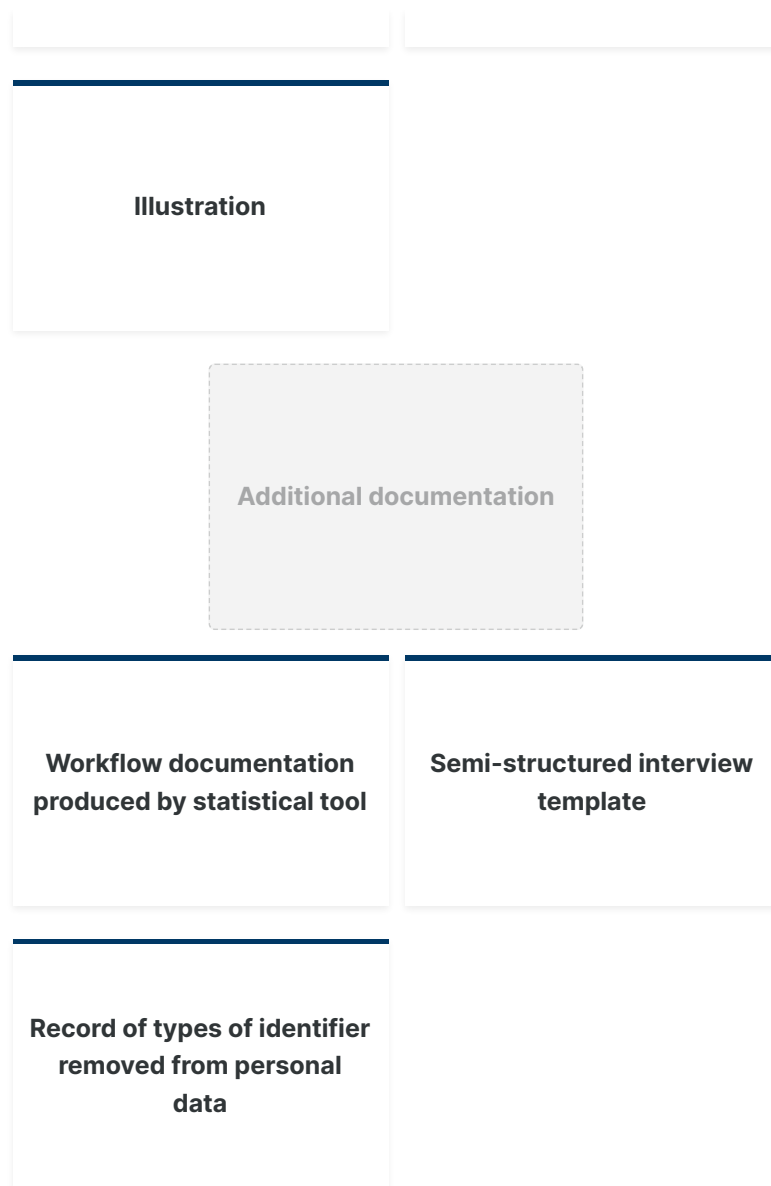 Illustration
Additional documentation
Workflow documentation
produced by statistical tool
Semi-structured interview
template
Record of types of identifier
removed from personal
data